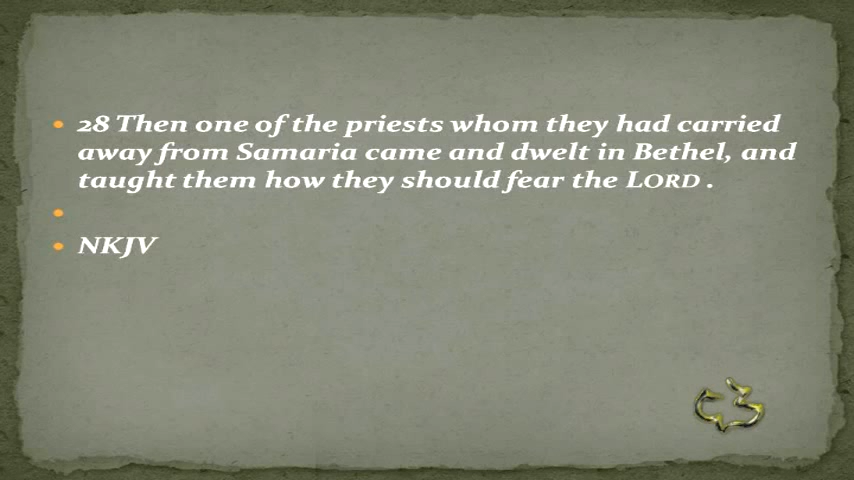 28 Then one of the priests whom they had carried
away from Samaria came and dwelt in Bethel, and
taught them how they should fear the LORD .
NKJV